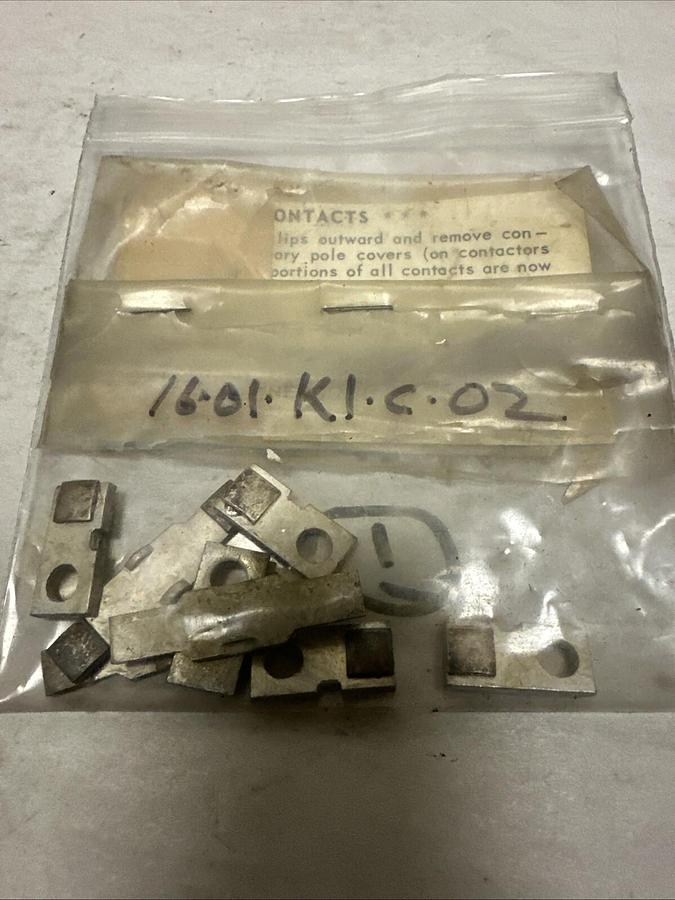 ONTACTS ***
lips outward and remove con-
ary pole covers (on contactors
portions of all contacts are now
16·01·K1·C·02
1